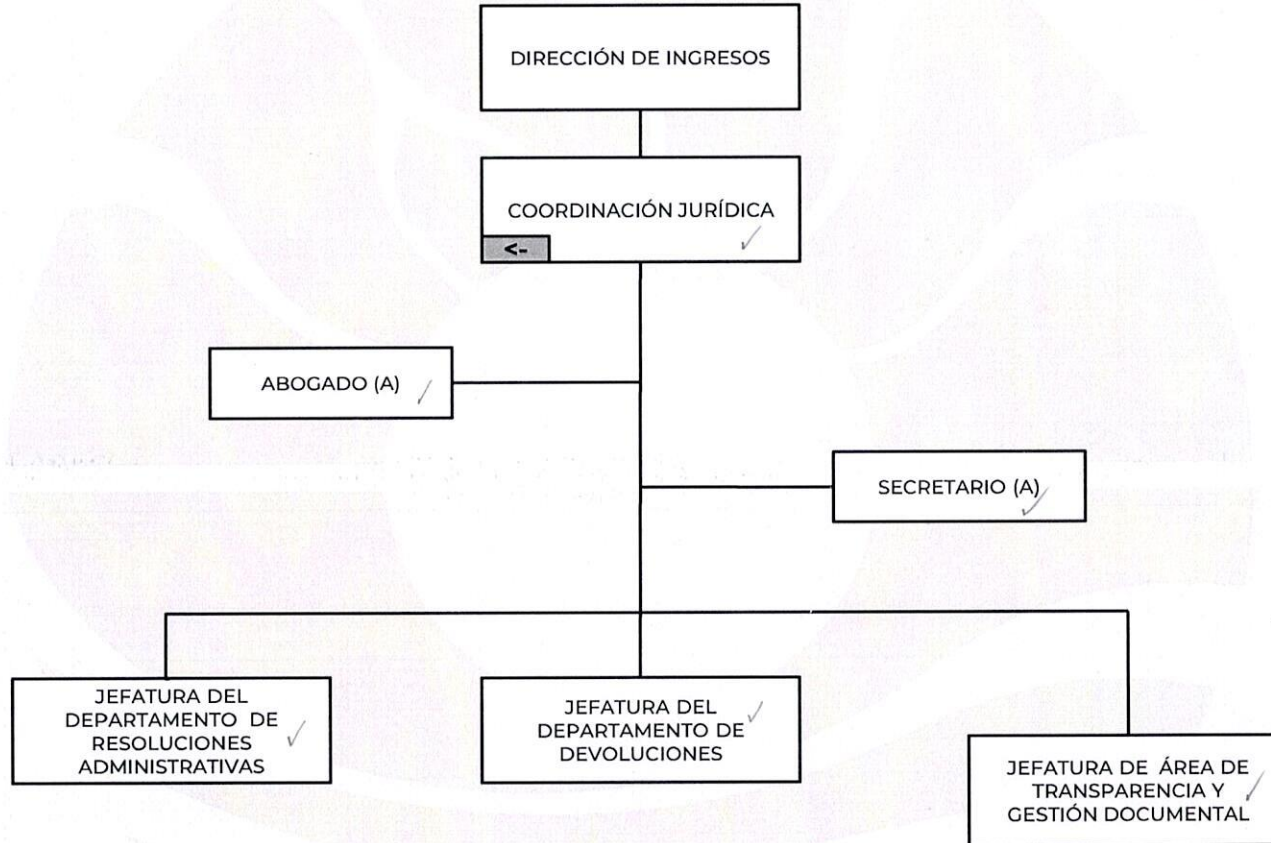 DIRECCIÓN DE INGRESOS
COORDINACIÓN JURÍDICA
<-
ABOGADO (A)
SECRETARIO (A)
JEFATURA DEL
DEPARTAMENTO DE
RESOLUCIONES
ADMINISTRATIVAS
JEFATURA DEL
DEPARTAMENTO DE
DEVOLUCIONES
JEFATURA DE ÁREA DE
TRANSPARENCIA Y
GESTIÓN DOCUMENTAL